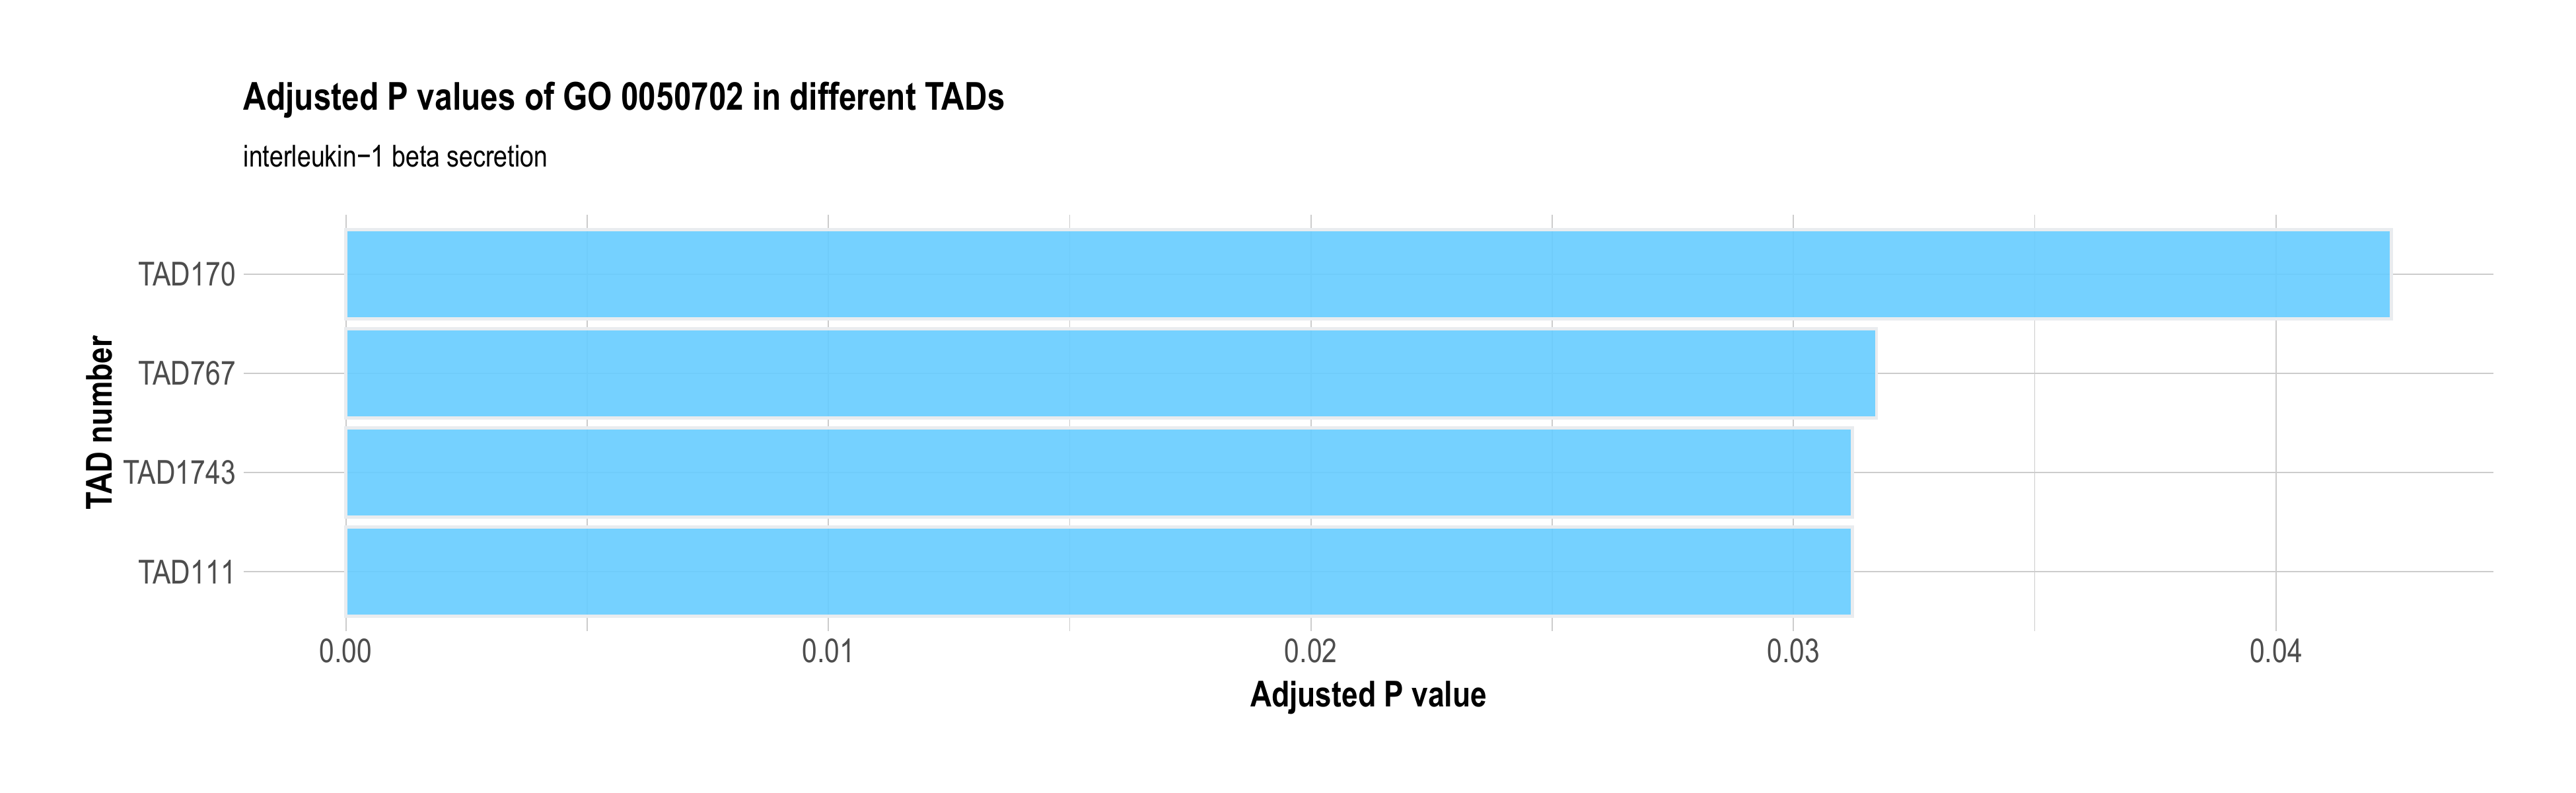 Adjusted P values of GO 0050702 in different TADs
interleukin−1 beta secretion
TAD number
TAD170
TAD767
TAD1743
TAD111
0.00 0.01 0.02 0.03 0.04
Adjusted P value